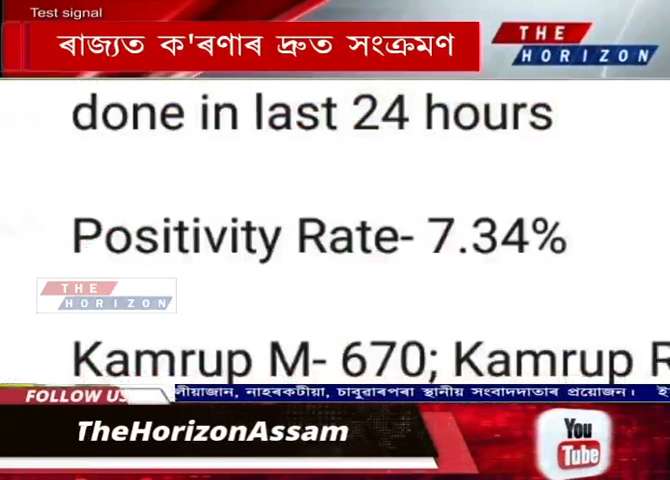 Test signal
ৰাজ্যত ক'ৰণাৰ দ্ৰুত সংক্ৰমণ
THE
HORIZON
done in last 24 hours
Positivity Rate- 7.34%
THE
HORIZON
Kamrup M- 670; Kamrup R
FOLLOW US
লীয়াজান, নাহৰকটীয়া, চাবুৱাৰপৰা স্থানীয় সংবাদদাতাৰ প্ৰয়োজন।
TheHorizonAssam
You
Tube